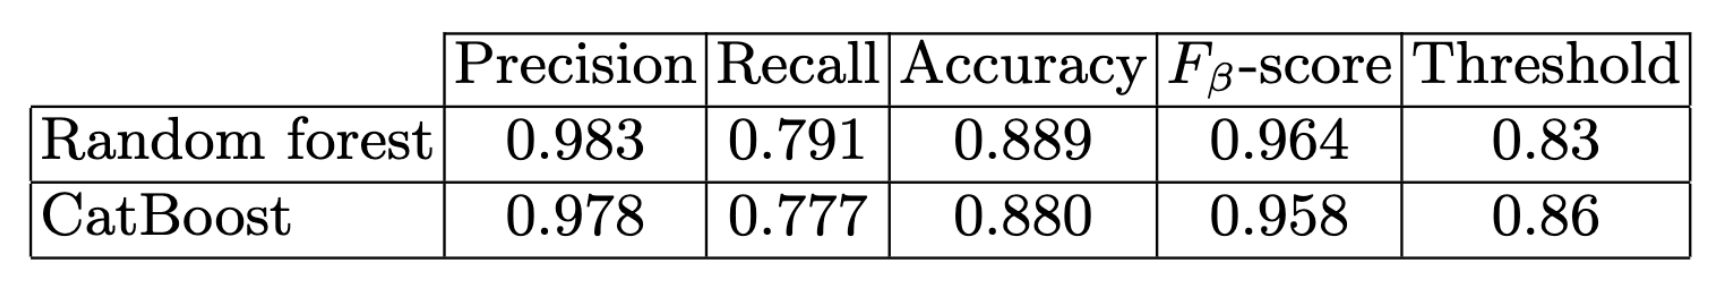 Precision Recall Accuracy Fβ-score Threshold
Random forest 0.983 0.791 0.889 0.964 0.83
CatBoost 0.978 0.777 0.880 0.958 0.86